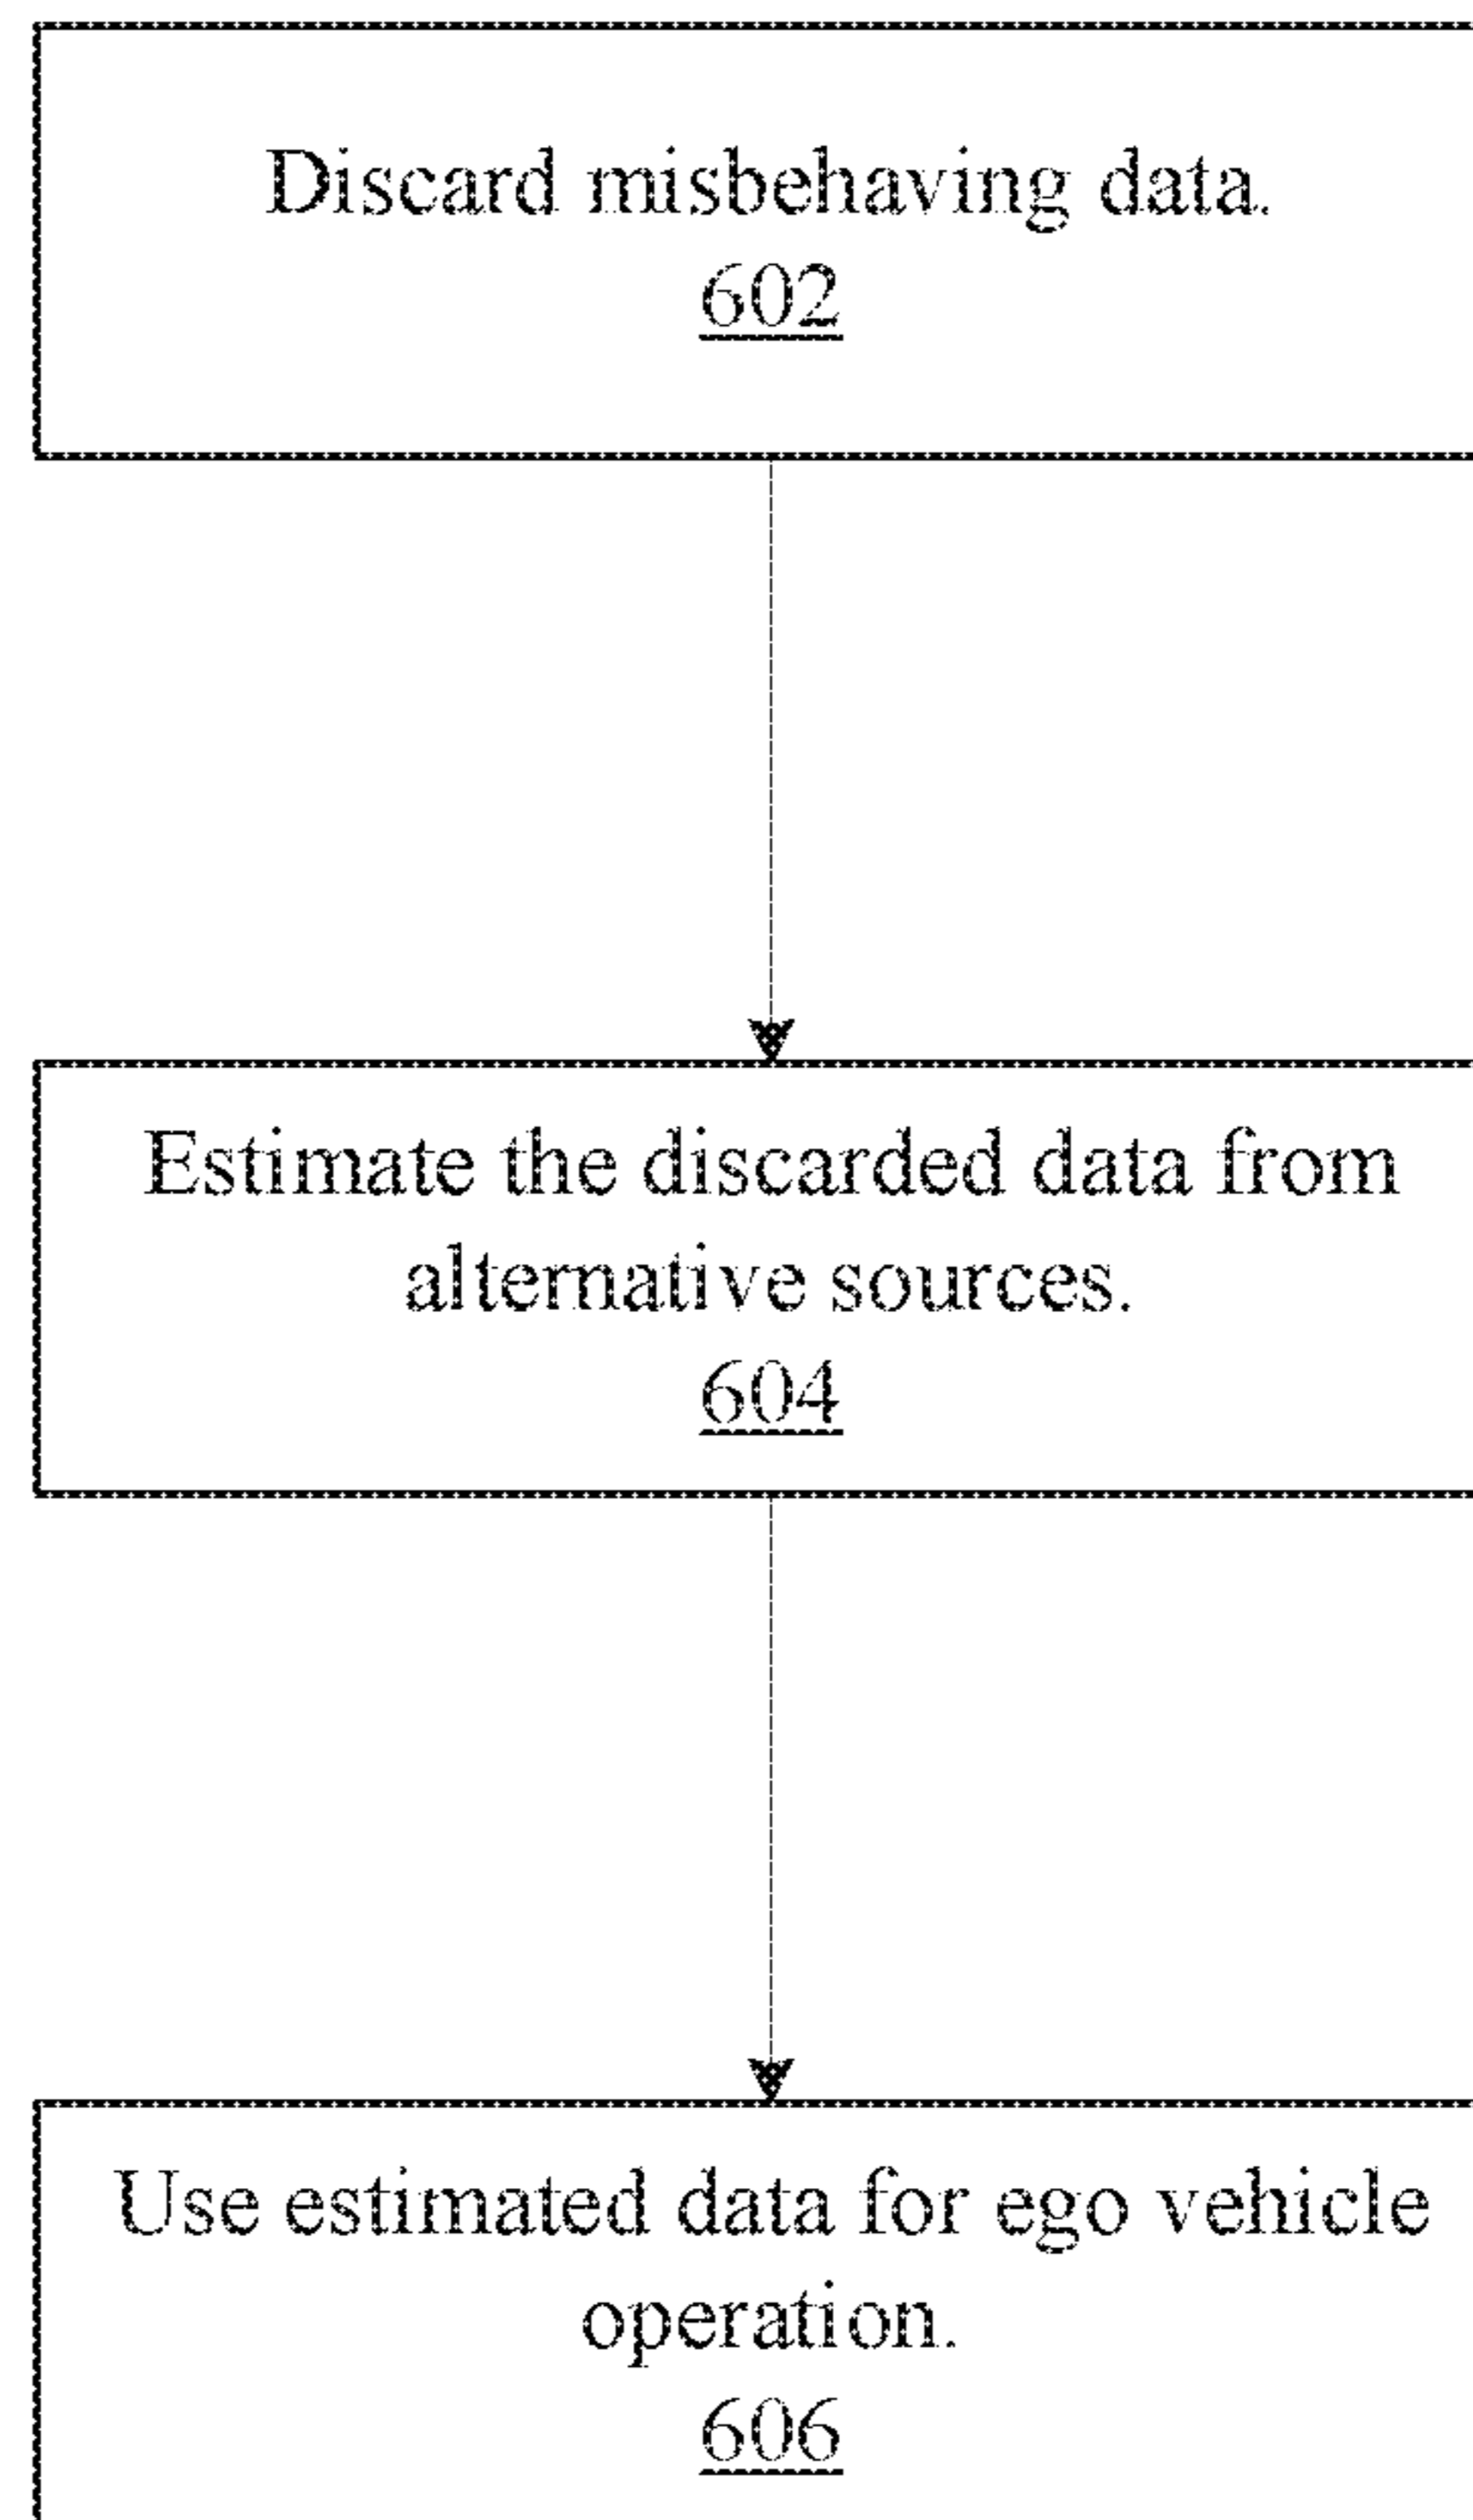 Discard misbehaving data.
602
Estimate the discarded data from
alternative sources.
604
Use estimated data for ego vehicle
operation.
606